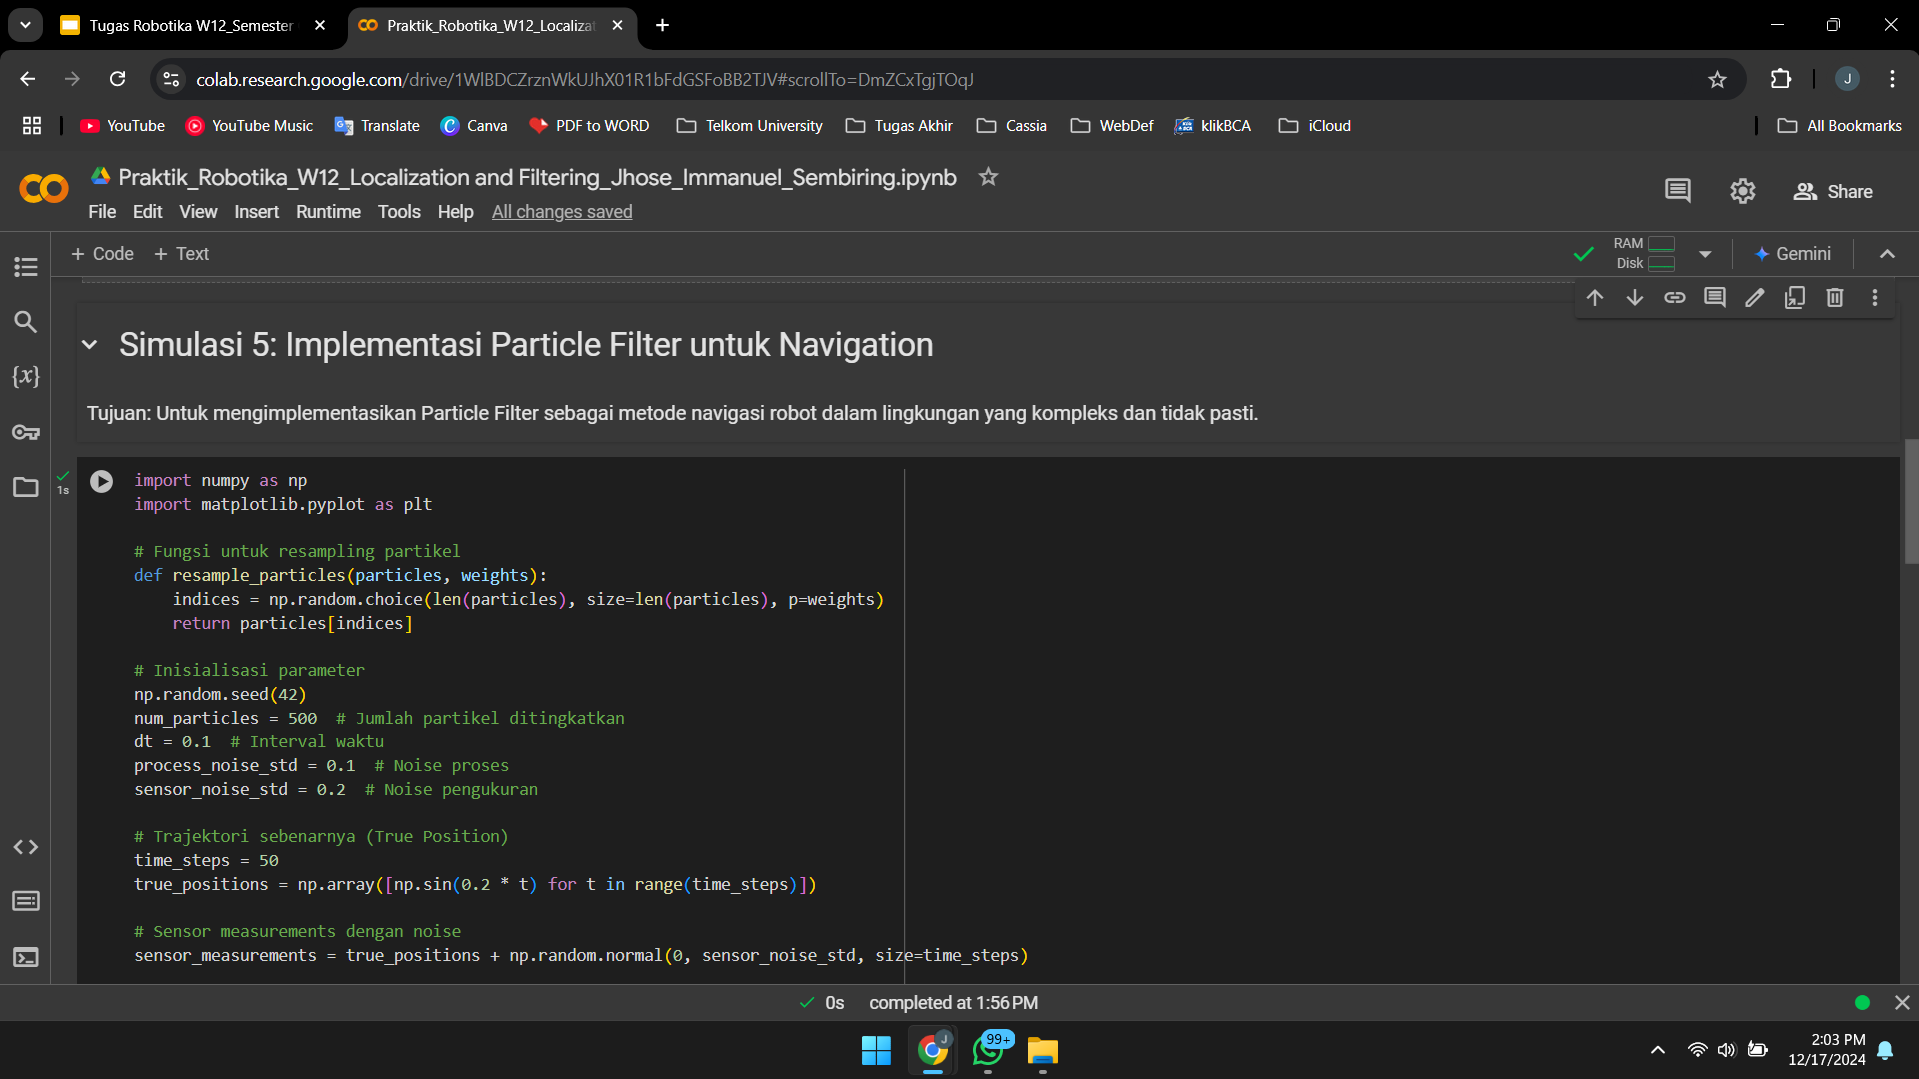 Tugas Robotika W12_Semester
Praktik_Robotika_W12_Localizat
colab.research.google.com/drive/1WlBDCZrznWkUJhX01R1bFdGSFoBB2TJV#scrollTo=DmZCxTgjTOqJ
J
YouTube
YouTube Music
Translate
Canva
PDF to WORD
Telkom University
Tugas Akhir
Cassia
WebDef
klikBCA
iCloud
All Bookmarks
Praktik_Robotika_W12_Localization and Filtering_Jhose_Immanuel_Sembiring.ipynb
Share
File Edit View Insert Runtime Tools Help All changes saved
+ Code + Text
RAM
Disk
Gemini
Simulasi 5: Implementasi Particle Filter untuk Navigation
Tujuan: Untuk mengimplementasikan Particle Filter sebagai metode navigasi robot dalam lingkungan yang kompleks dan tidak pasti.
{x}
1s
import numpy as np
import matplotlib.pyplot as plt
# Fungsi untuk resampling partikel
def resample_particles(particles, weights):
    indices = np.random.choice(len(particles), size=len(particles), p=weights)
    return particles[indices]
# Inisialisasi parameter
np.random.seed(42)
num_particles = 500  # Jumlah partikel ditingkatkan
dt = 0.1  # Interval waktu
process_noise_std = 0.1  # Noise proses
sensor_noise_std = 0.2  # Noise pengukuran
# Trajektori sebenarnya (True Position)
time_steps = 50
true_positions = np.array([np.sin(0.2 * t) for t in range(time_steps)])
# Sensor measurements dengan noise
sensor_measurements = true_positions + np.random.normal(0, sensor_noise_std, size=time_steps)
0s completed at 1:56 PM
J
99+
2:03 PM
12/17/2024